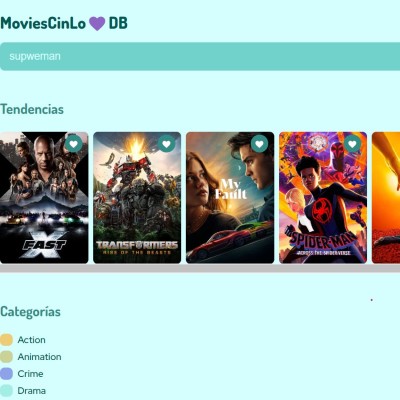 MoviesCinLo 💜 DB
supweman
Tendencias
FAST X
TRANSFORMERS
RISE OF THE BEASTS
My
Fault
SPIDER-MAN
ACROSS THE SPIDER-VERSE
Categorías
Action
Animation
Crime
Drama